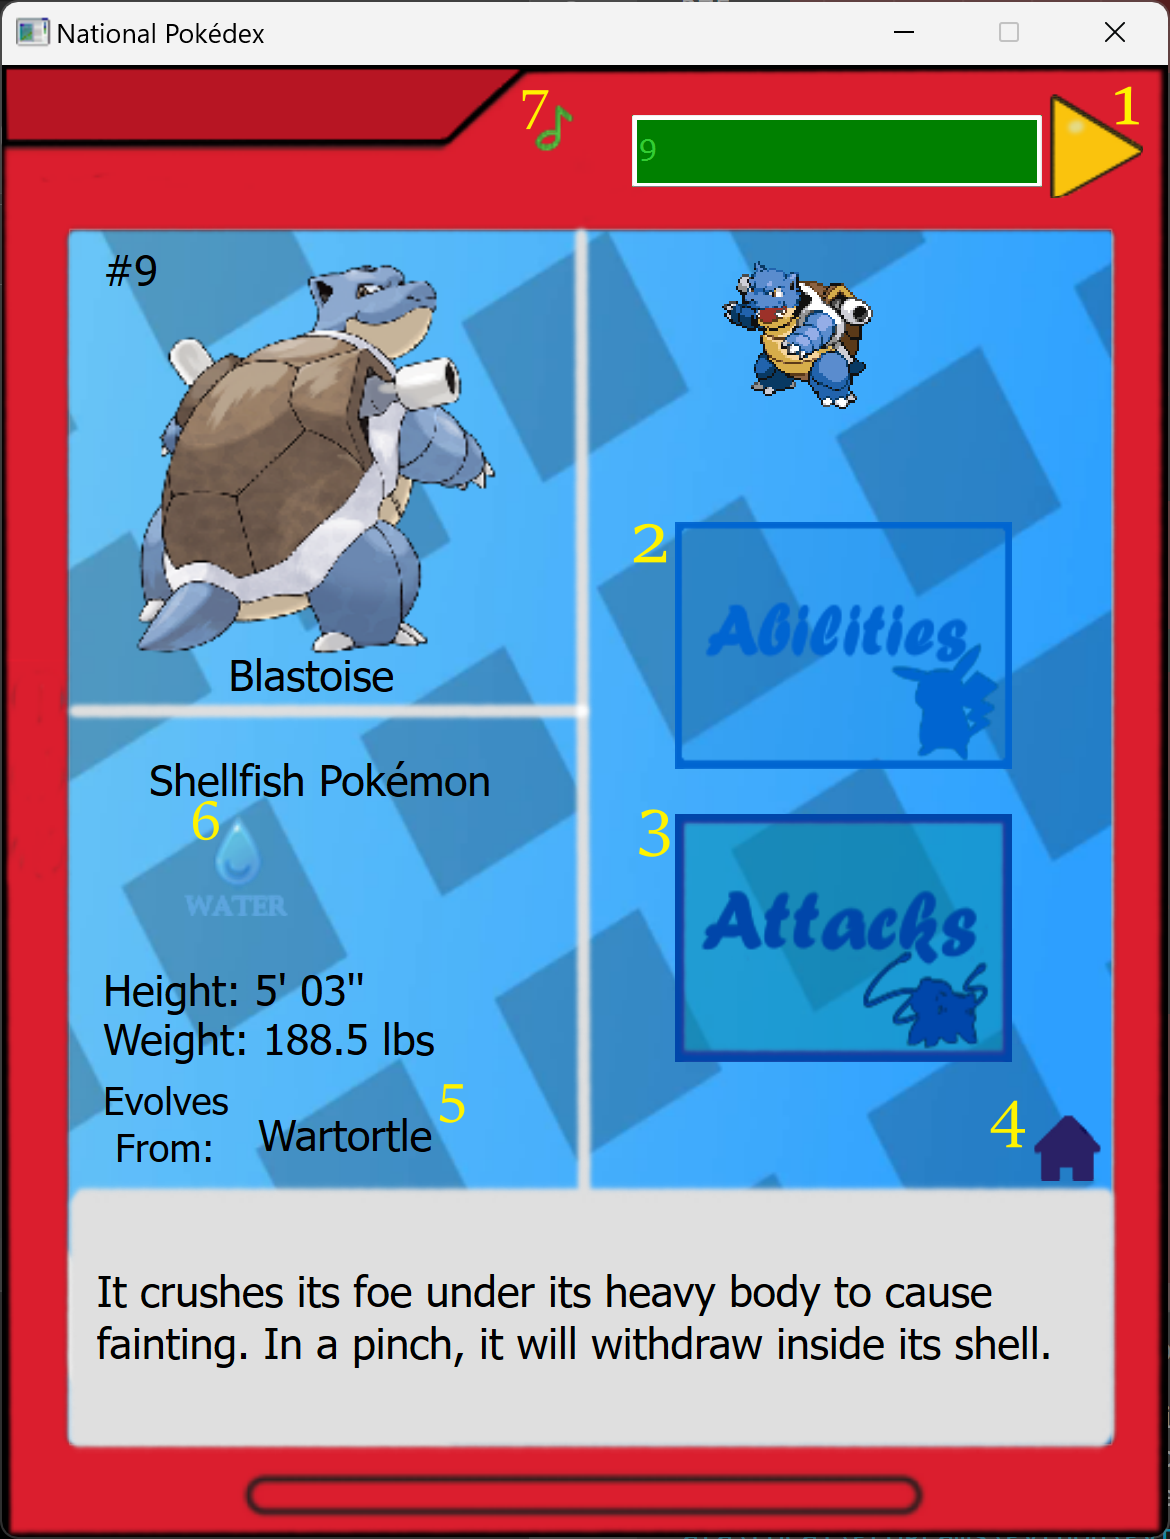 National Pokédex
7
1
9
#9
2
Abilities
Blastoise
Shellfish Pokémon
6
WATER
3
Attacks
Height: 5' 03"
Weight: 188.5 lbs
5
Evolves
From:
Wartortle
4
It crushes its foe under its heavy body to cause
fainting. In a pinch, it will withdraw inside its shell.